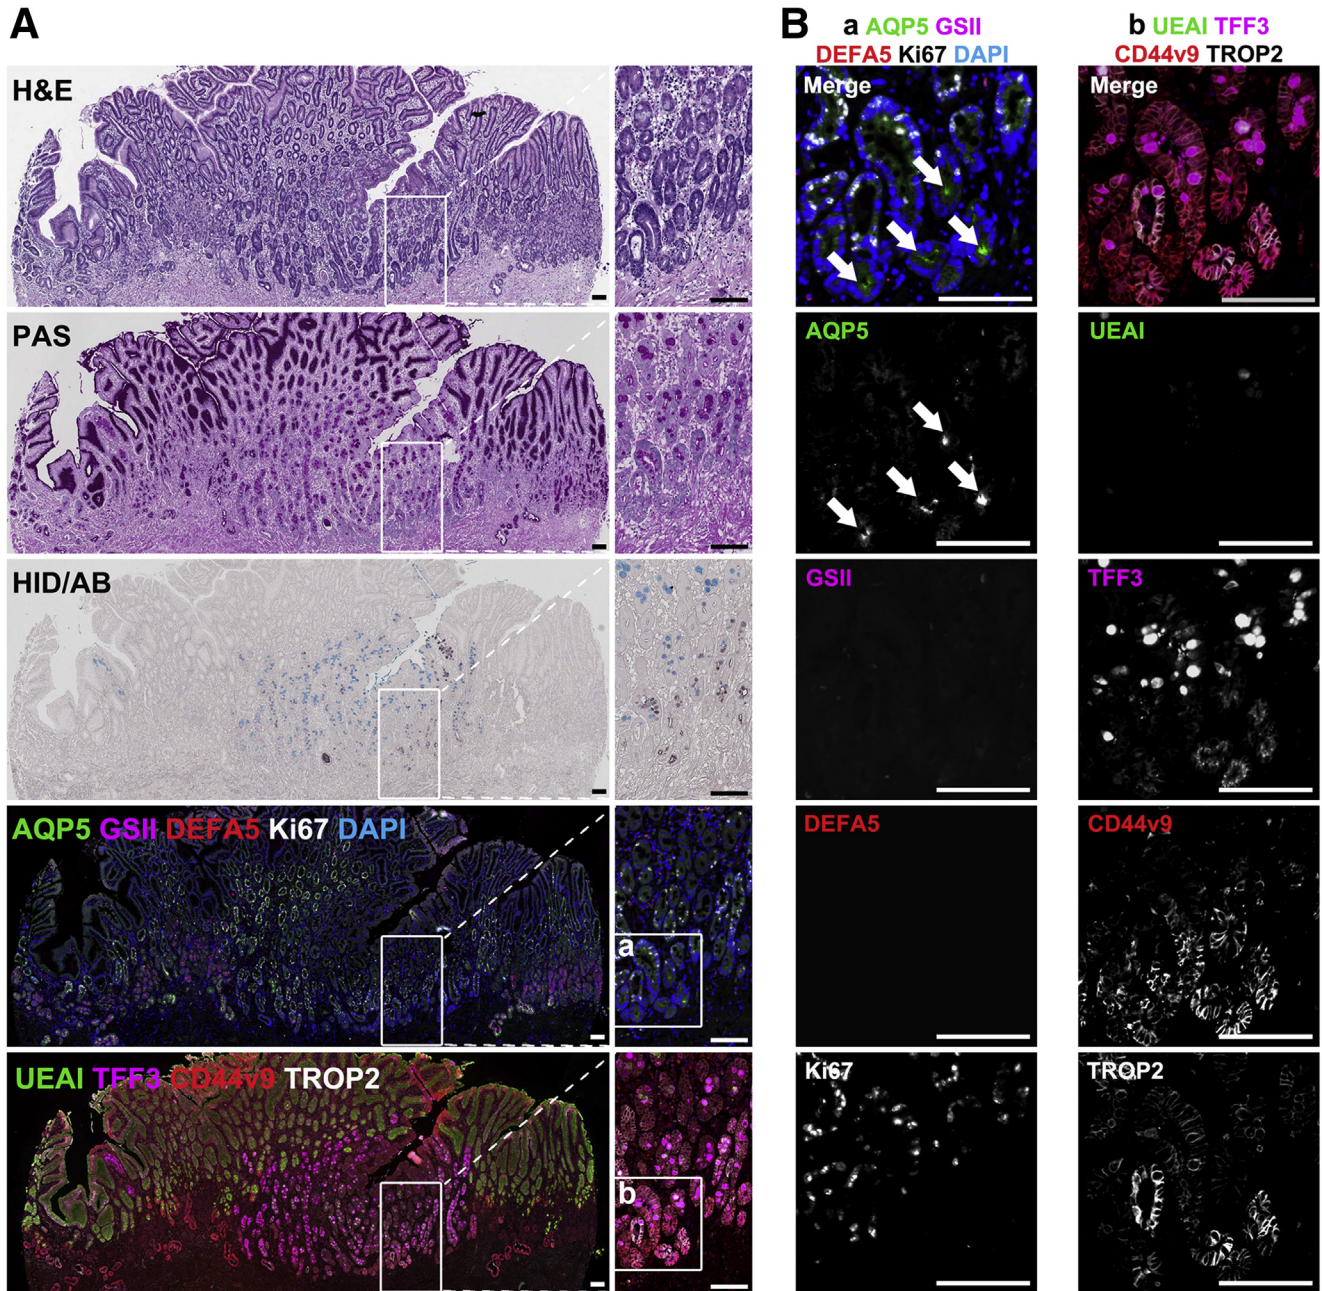 A
H&E
PAS
HID/AB
AQP5 GSII DEFA5 Ki67 DAPI
a
UEAI TFF3 CD44v9 TROP2
b
B
a AQP5 GSII
DEFA5 Ki67 DAPI
Merge
AQP5
GSII
DEFA5
Ki67
b UEAI TFF3
CD44v9 TROP2
Merge
UEAI
TFF3
CD44v9
TROP2